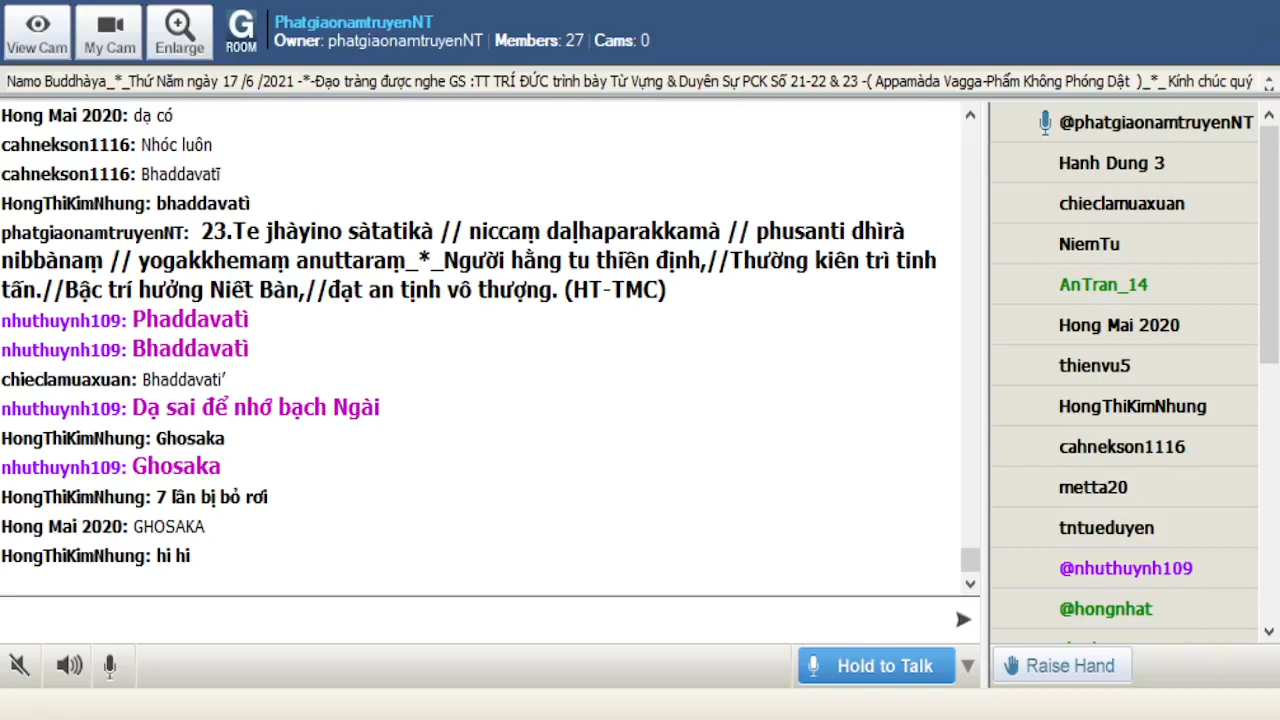 View Cam
My Cam
Enlarge
G
ROOM
PhatgiaonamtruyenNT
Owner: phatgiaonamtruyenNT | Members: 27 | Cams: 0
Namo Buddhàya_*_Thứ Năm ngày 17 /6 /2021 -*-Đạo tràng được nghe GS :TT TRÍ ĐỨC trình bày Từ Vựng & Duyên Sự PCK Số 21-22 & 23 -( Appamàda Vagga-Phẩm Không Phóng Dật )_*_ Kính chúc quý
Hong Mai 2020: dạ có
cahnekson1116: Nhóc luôn
cahnekson1116: Bhaddavatī
HongThiKimNhung: bhaddavatì
phatgiaonamtruyenNT: 23.Te jhàyino sàtatikà // niccaṃ daḷhaparakkamà // phusanti dhìrà
nibbànaṃ // yogakkhemaṃ anuttaraṃ_*_Người hằng tu thiền định,//Thường kiên trì tinh
tấn.//Bậc trí hưởng Niết Bàn,//đạt an tịnh vô thượng. (HT-TMC)
nhuthuynh109: Phaddavatì
nhuthuynh109: Bhaddavatì
chieclamuaxuan: Bhaddavati’
nhuthuynh109: Dạ sai để nhớ bạch Ngài
HongThiKimNhung: Ghosaka
nhuthuynh109: Ghosaka
HongThiKimNhung: 7 lần bị bỏ rơi
Hong Mai 2020: GHOSAKA
HongThiKimNhung: hi hi
@phatgiaonamtruyenNT
Hanh Dung 3
chieclamuaxuan
NiemTu
AnTran_14
Hong Mai 2020
thienvu5
HongThiKimNhung
cahnekson1116
metta20
tntueduyen
@nhuthuynh109
@hongnhat
Hold to Talk
Raise Hand